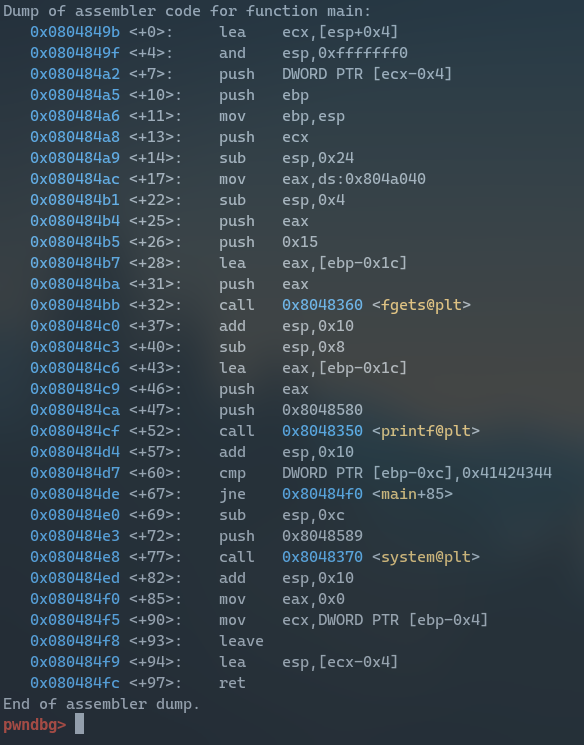 Dump of assembler code for function main:
0x0804849b <+0>: lea ecx,[esp+0x4]
0x0804849f <+4>: and esp,0xfffffff0
0x080484a2 <+7>: push DWORD PTR [ecx-0x4]
0x080484a5 <+10>: push ebp
0x080484a6 <+11>: mov ebp,esp
0x080484a8 <+13>: push ecx
0x080484a9 <+14>: sub esp,0x24
0x080484ac <+17>: mov eax,ds:0x804a040
0x080484b1 <+22>: sub esp,0x4
0x080484b4 <+25>: push eax
0x080484b5 <+26>: push 0x15
0x080484b7 <+28>: lea eax,[ebp-0x1c]
0x080484ba <+31>: push eax
0x080484bb <+32>: call 0x8048360 <fgets@plt>
0x080484c0 <+37>: add esp,0x10
0x080484c3 <+40>: sub esp,0x8
0x080484c6 <+43>: lea eax,[ebp-0x1c]
0x080484c9 <+46>: push eax
0x080484ca <+47>: push 0x8048580
0x080484cf <+52>: call 0x8048350 <printf@plt>
0x080484d4 <+57>: add esp,0x10
0x080484d7 <+60>: cmp DWORD PTR [ebp-0xc],0x41424344
0x080484de <+67>: jne 0x80484f0 <main+85>
0x080484e0 <+69>: sub esp,0xc
0x080484e3 <+72>: push 0x8048589
0x080484e8 <+77>: call 0x8048370 <system@plt>
0x080484ed <+82>: add esp,0x10
0x080484f0 <+85>: mov eax,0x0
0x080484f5 <+90>: mov ecx,DWORD PTR [ebp-0x4]
0x080484f8 <+93>: leave
0x080484f9 <+94>: lea esp,[ecx-0x4]
0x080484fc <+97>: ret
End of assembler dump.
pwndbg>